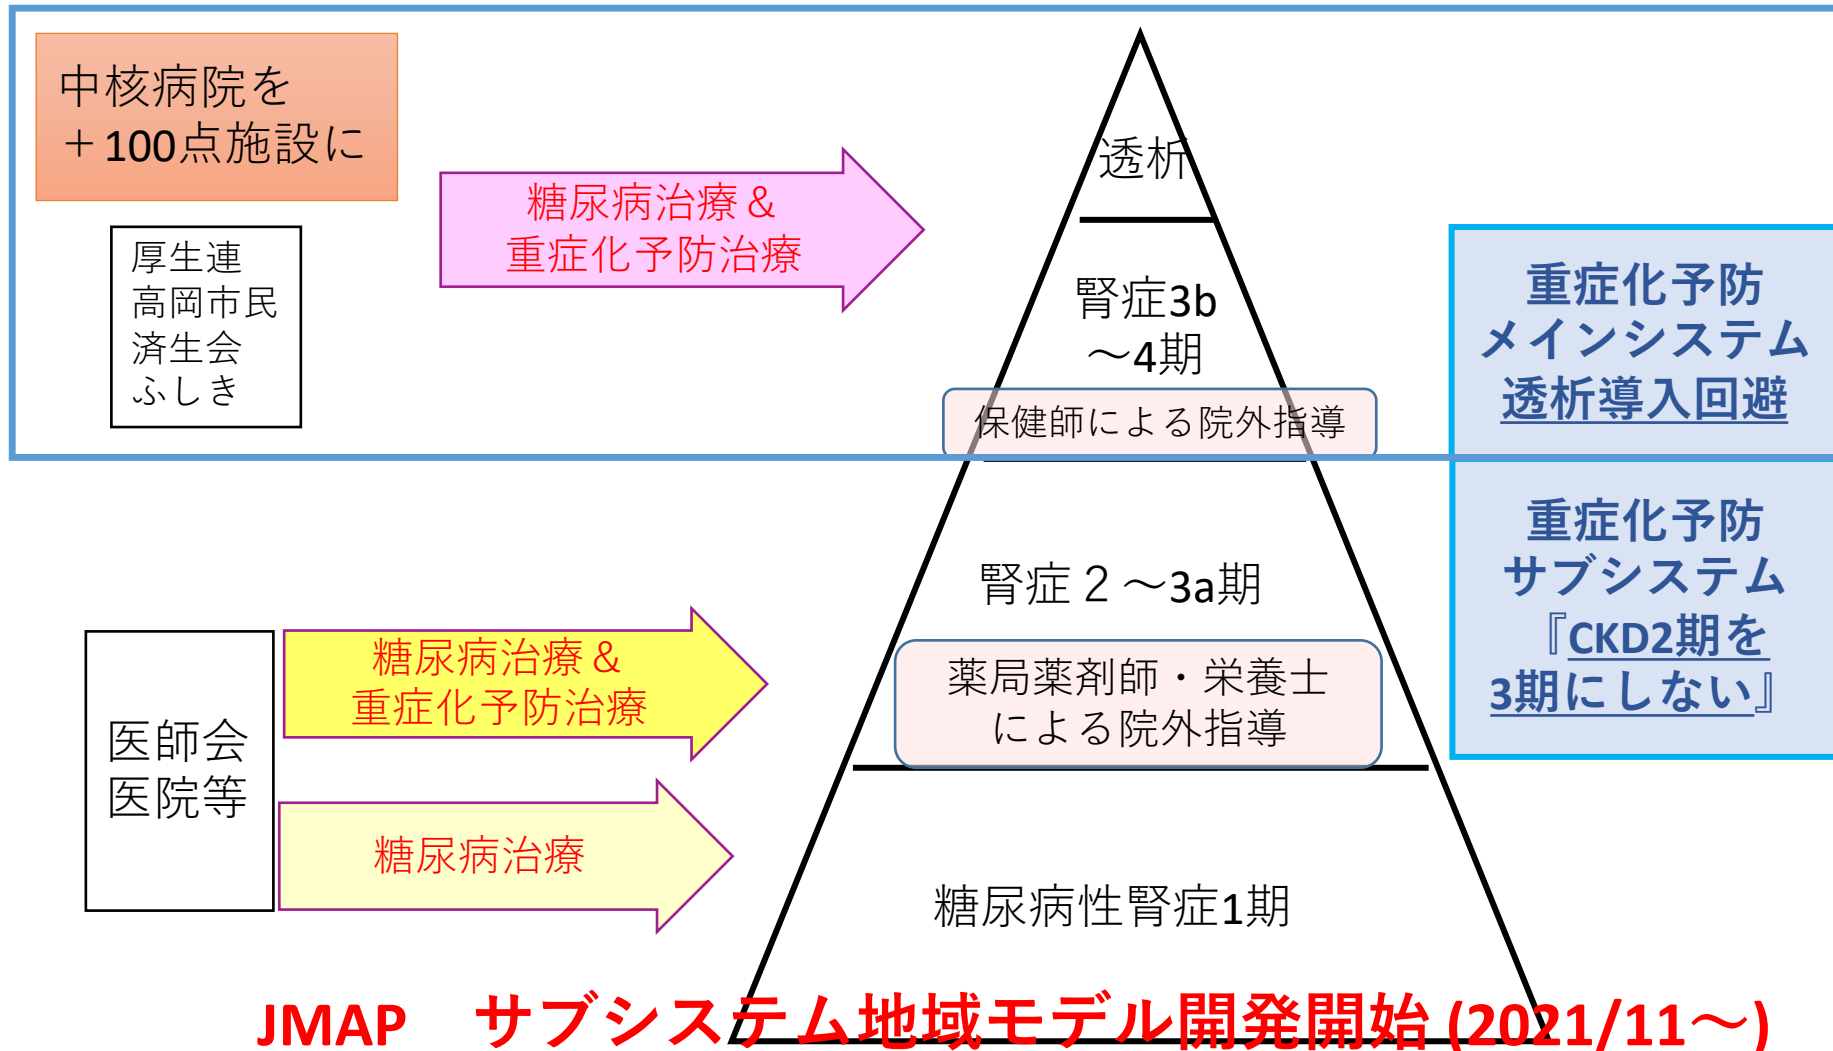 中核病院を
＋100点施設に
厚生連
高岡市民
済生会
ふしき
糖尿病治療＆
重症化予防治療
透析
腎症3b
～4期
保健師による院外指導
重症化予防
メインシステム
透析導入回避
医師会
医院等
糖尿病治療＆
重症化予防治療
糖尿病治療
腎症２～3a期
薬局薬剤師・栄養士
による院外指導
糖尿病性腎症1期
重症化予防
サブシステム
『CKD2期を
3期にしない』
JMAP　サブシステム地域モデル開発開始 (2021/11～)